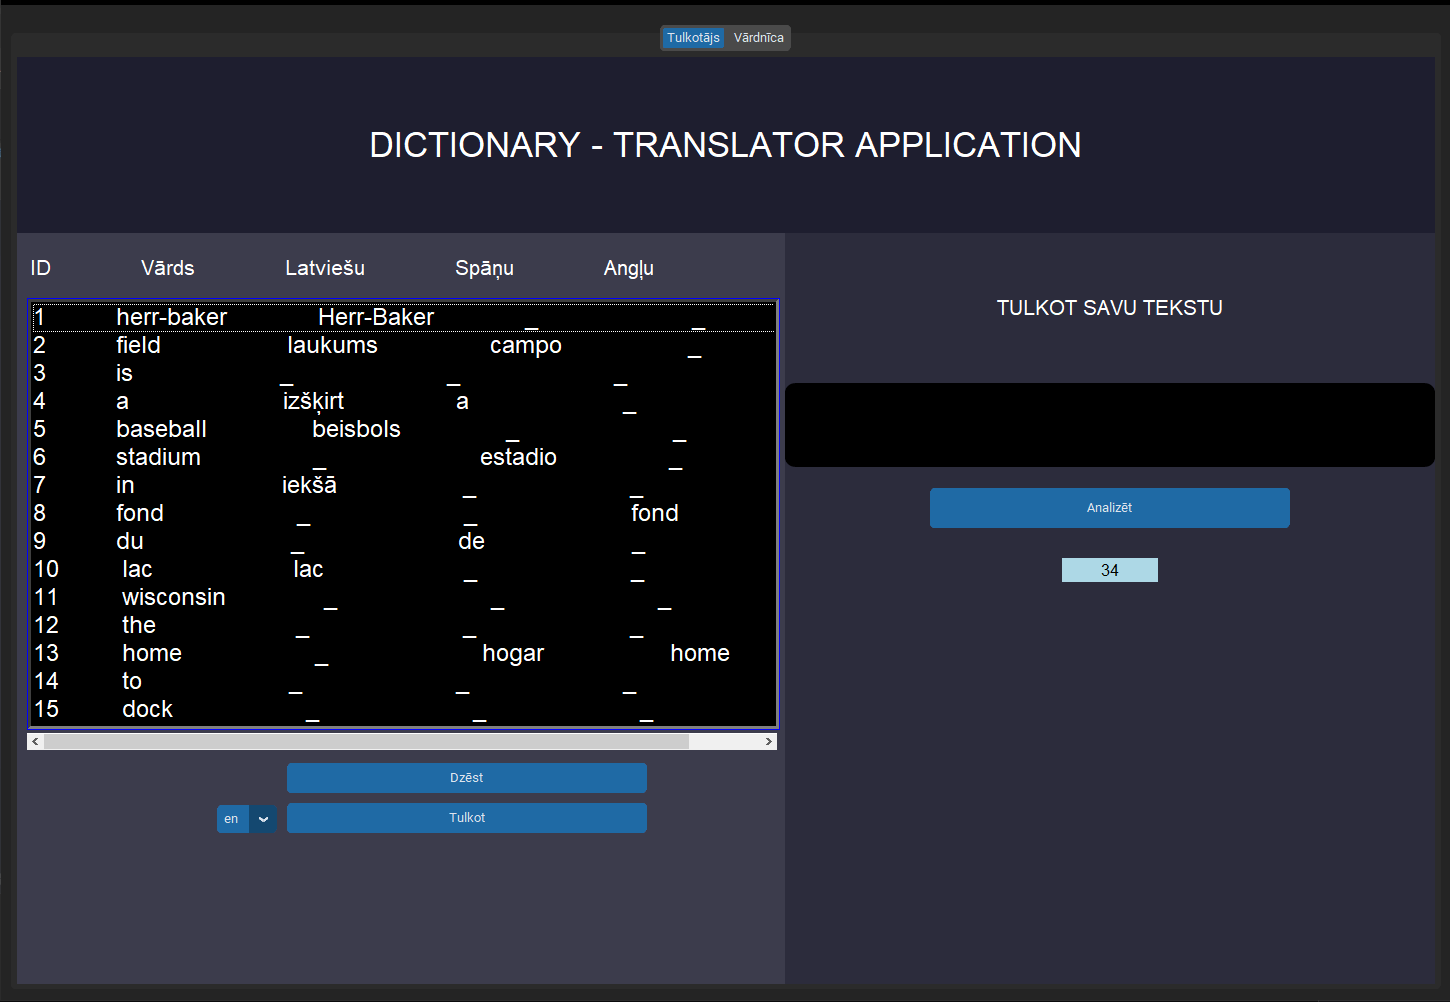 Tulkotājs Vārdnīca
DICTIONARY - TRANSLATOR APPLICATION
ID Vārds Latviešu Spāņu Angļu
1 herr-baker Herr-Baker _ _
2 field laukums campo _
3 is _ _ _
4 a izšķirt a _
5 baseball beisbols _ _
6 stadium _ estadio _
7 in iekšā _ _
8 fond _ _ fond
9 du _ de _
10 lac lac _ _
11 wisconsin _ _ _
12 the _ _ _
13 home _ hogar home
14 to _ _ _
15 dock _ _ _
Dzēst
en Tulkot
TULKOT SAVU TEKSTU
Analizēt
34